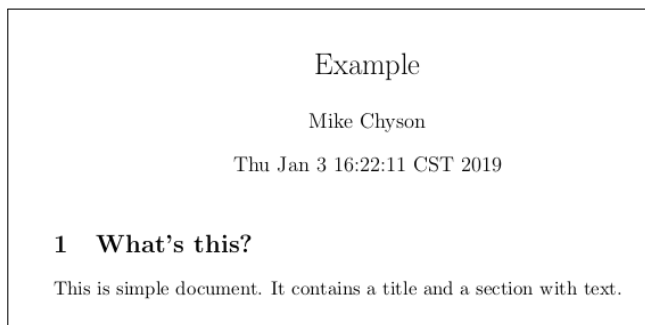 Example
Mike Chyson
Thu Jan 3 16:22:11 CST 2019
1 What's this?
This is simple document. It contains a title and a section with text.